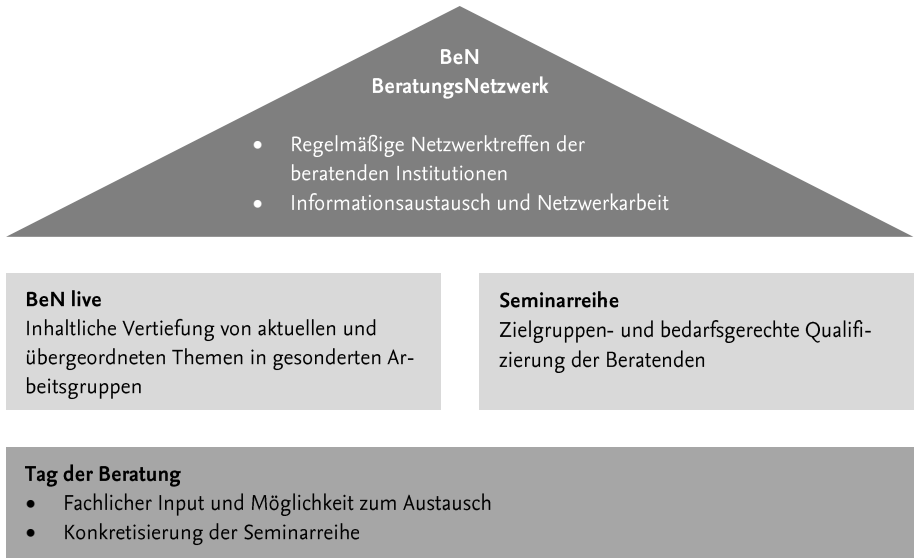 BeN
BeratungsNetzwerk
• Regelmäßige Netzwerktreffen der
beratenden Institutionen
• Informationsaustausch und Netzwerkarbeit
BeN live
Inhaltliche Vertiefung von aktuellen und
übergeordneten Themen in gesonderten Ar-
beitsgruppen
Seminarreihe
Zielgruppen- und bedarfsgerechte Qualifi-
zierung der Beratenden
Tag der Beratung
• Fachlicher Input und Möglichkeit zum Austausch
• Konkretisierung der Seminarreihe